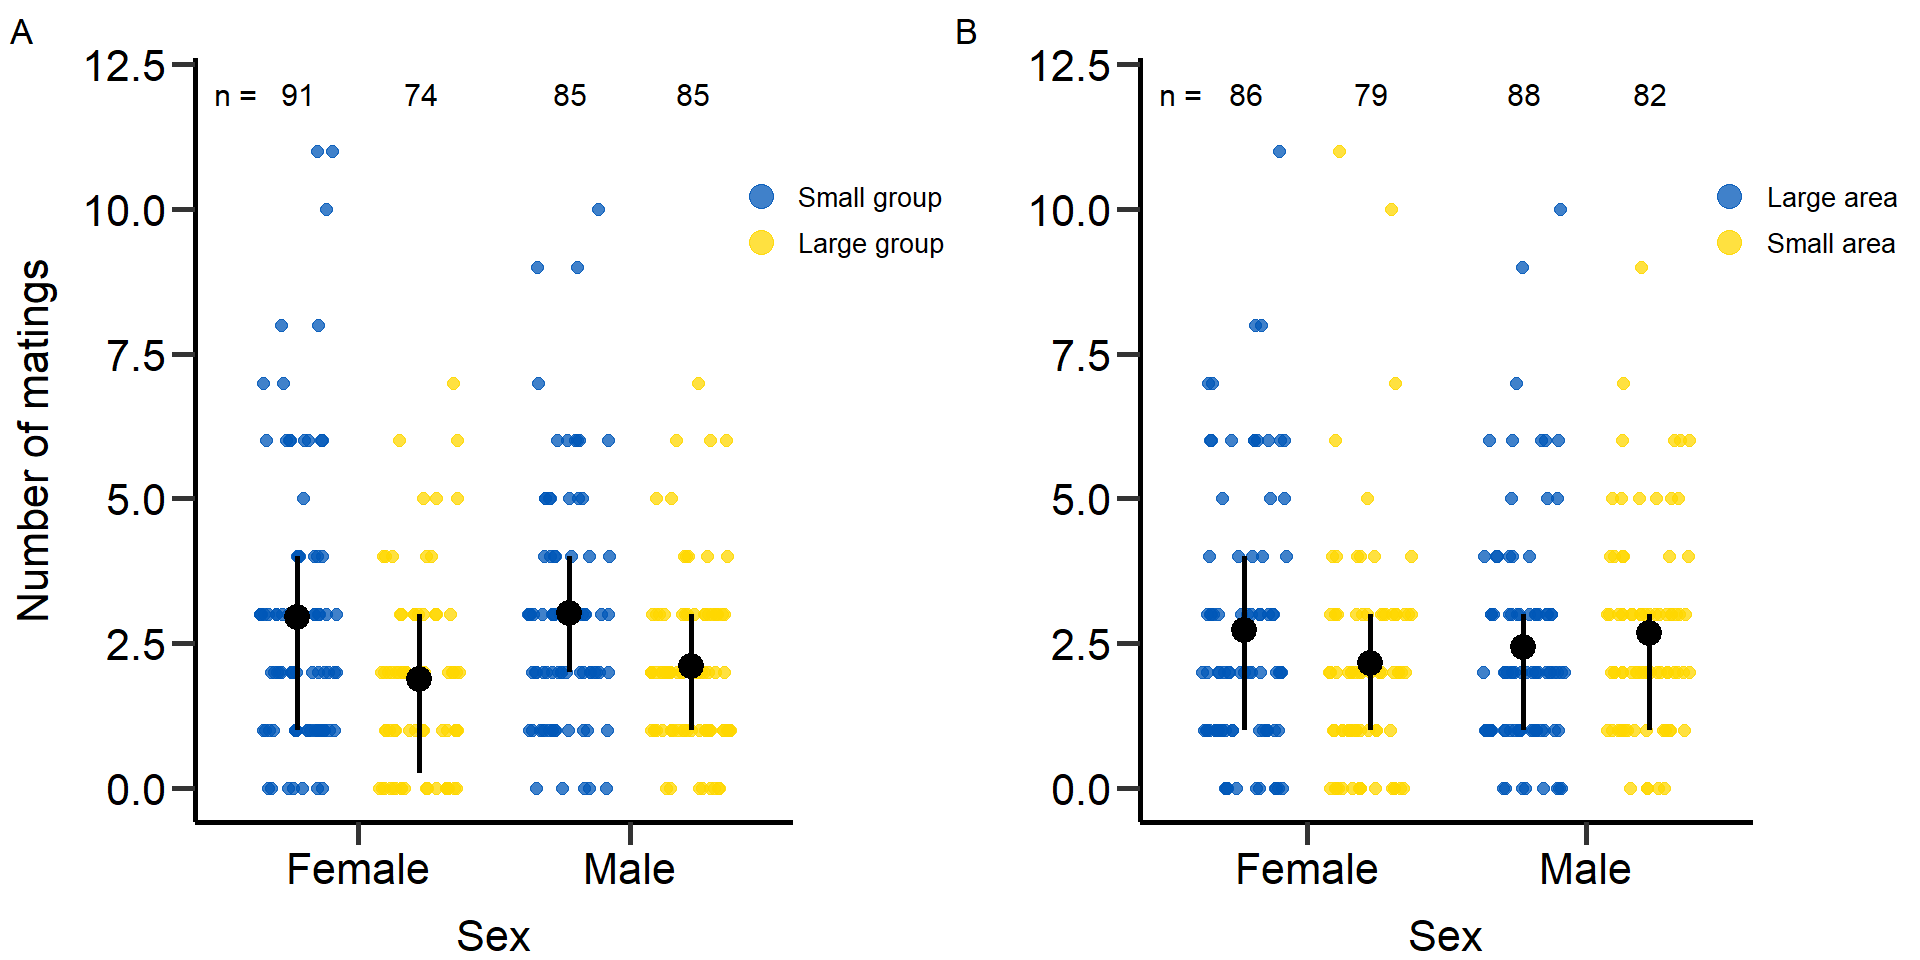 A
Number of matings
12.5
10.0
7.5
5.0
2.5
0.0
n = 91 74 85 85
Small group
Large group
Female Male
Sex
B
12.5
10.0
7.5
5.0
2.5
0.0
n = 86 79 88 82
Large area
Small area
Female Male
Sex